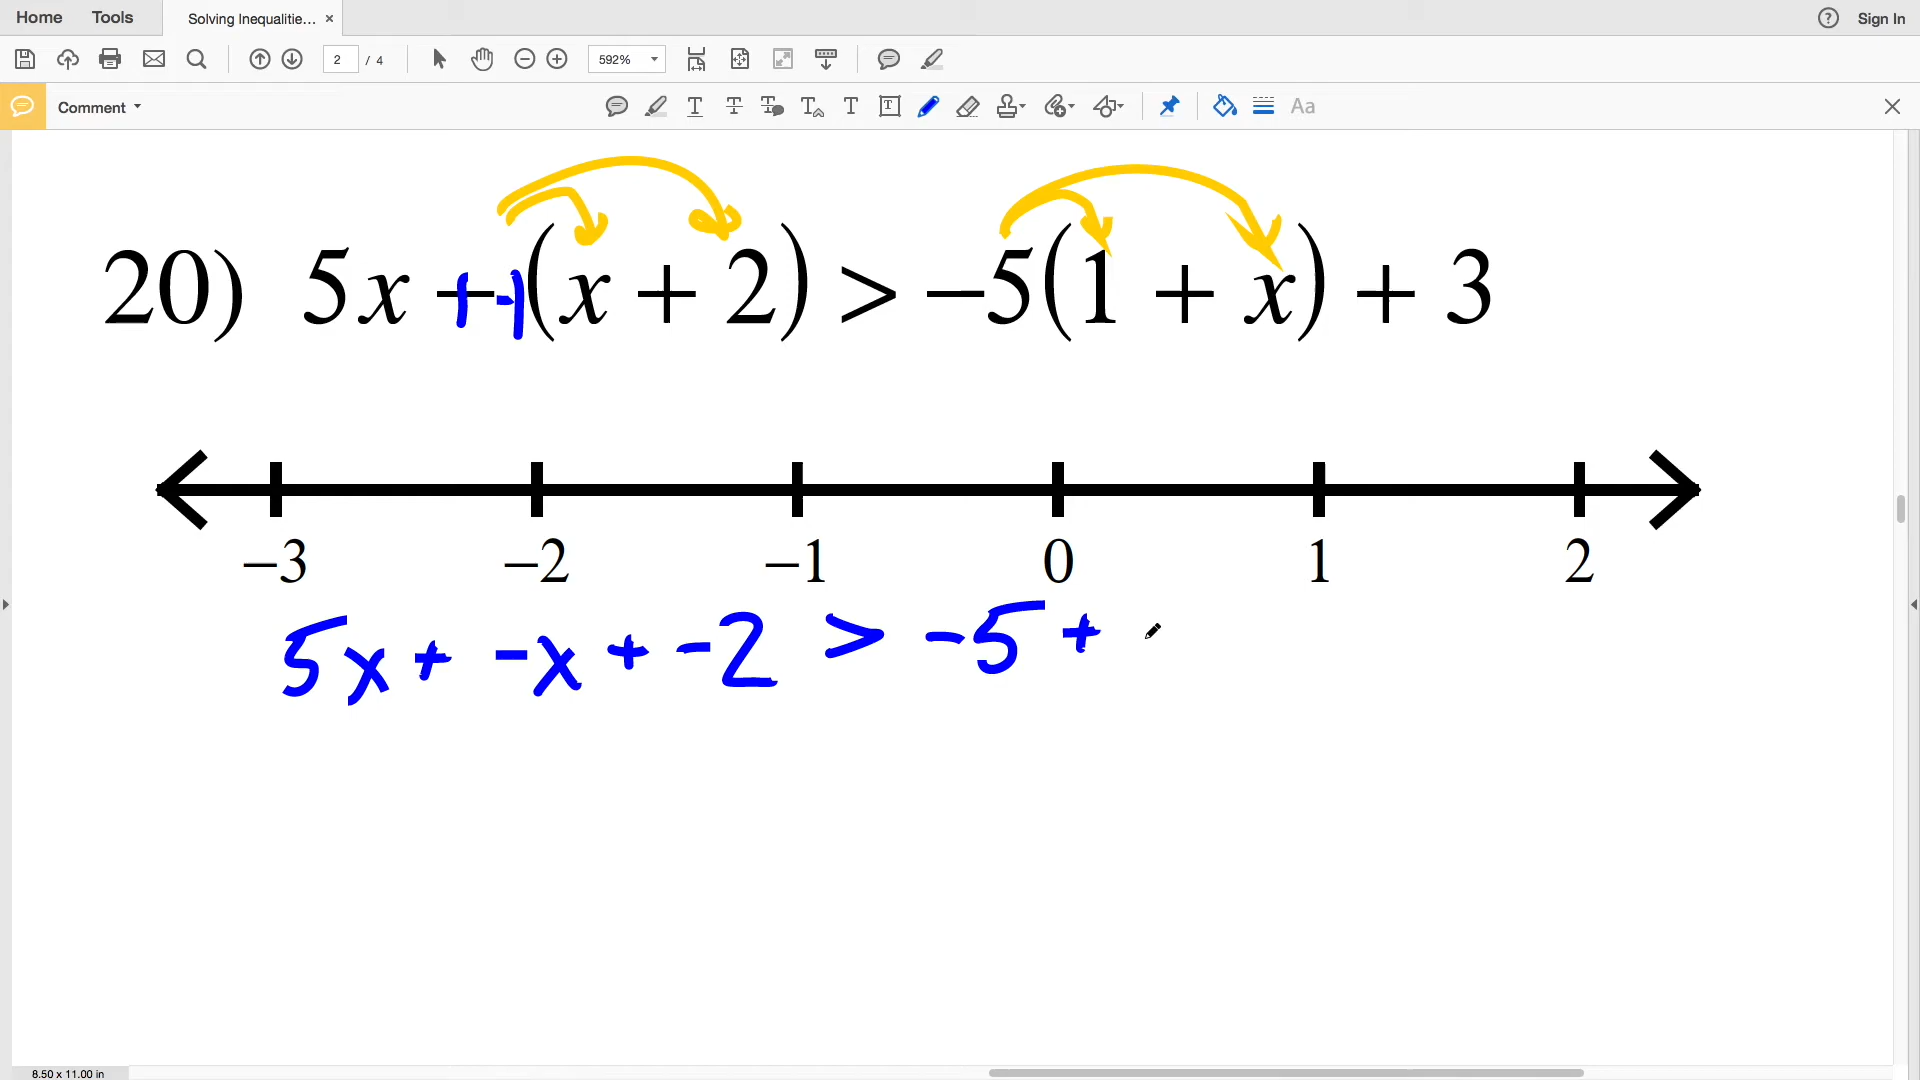 Home Tools Solving Inequalitie... × ? Sign In
2 / 4 592%
Comment T T T T T T Aa
20) 5x +-1(x + 2) > −5(1 + x) + 3
−3 −2 −1 0 1 2
5x + -x + -2 > -5 +
8.50 x 11.00 in